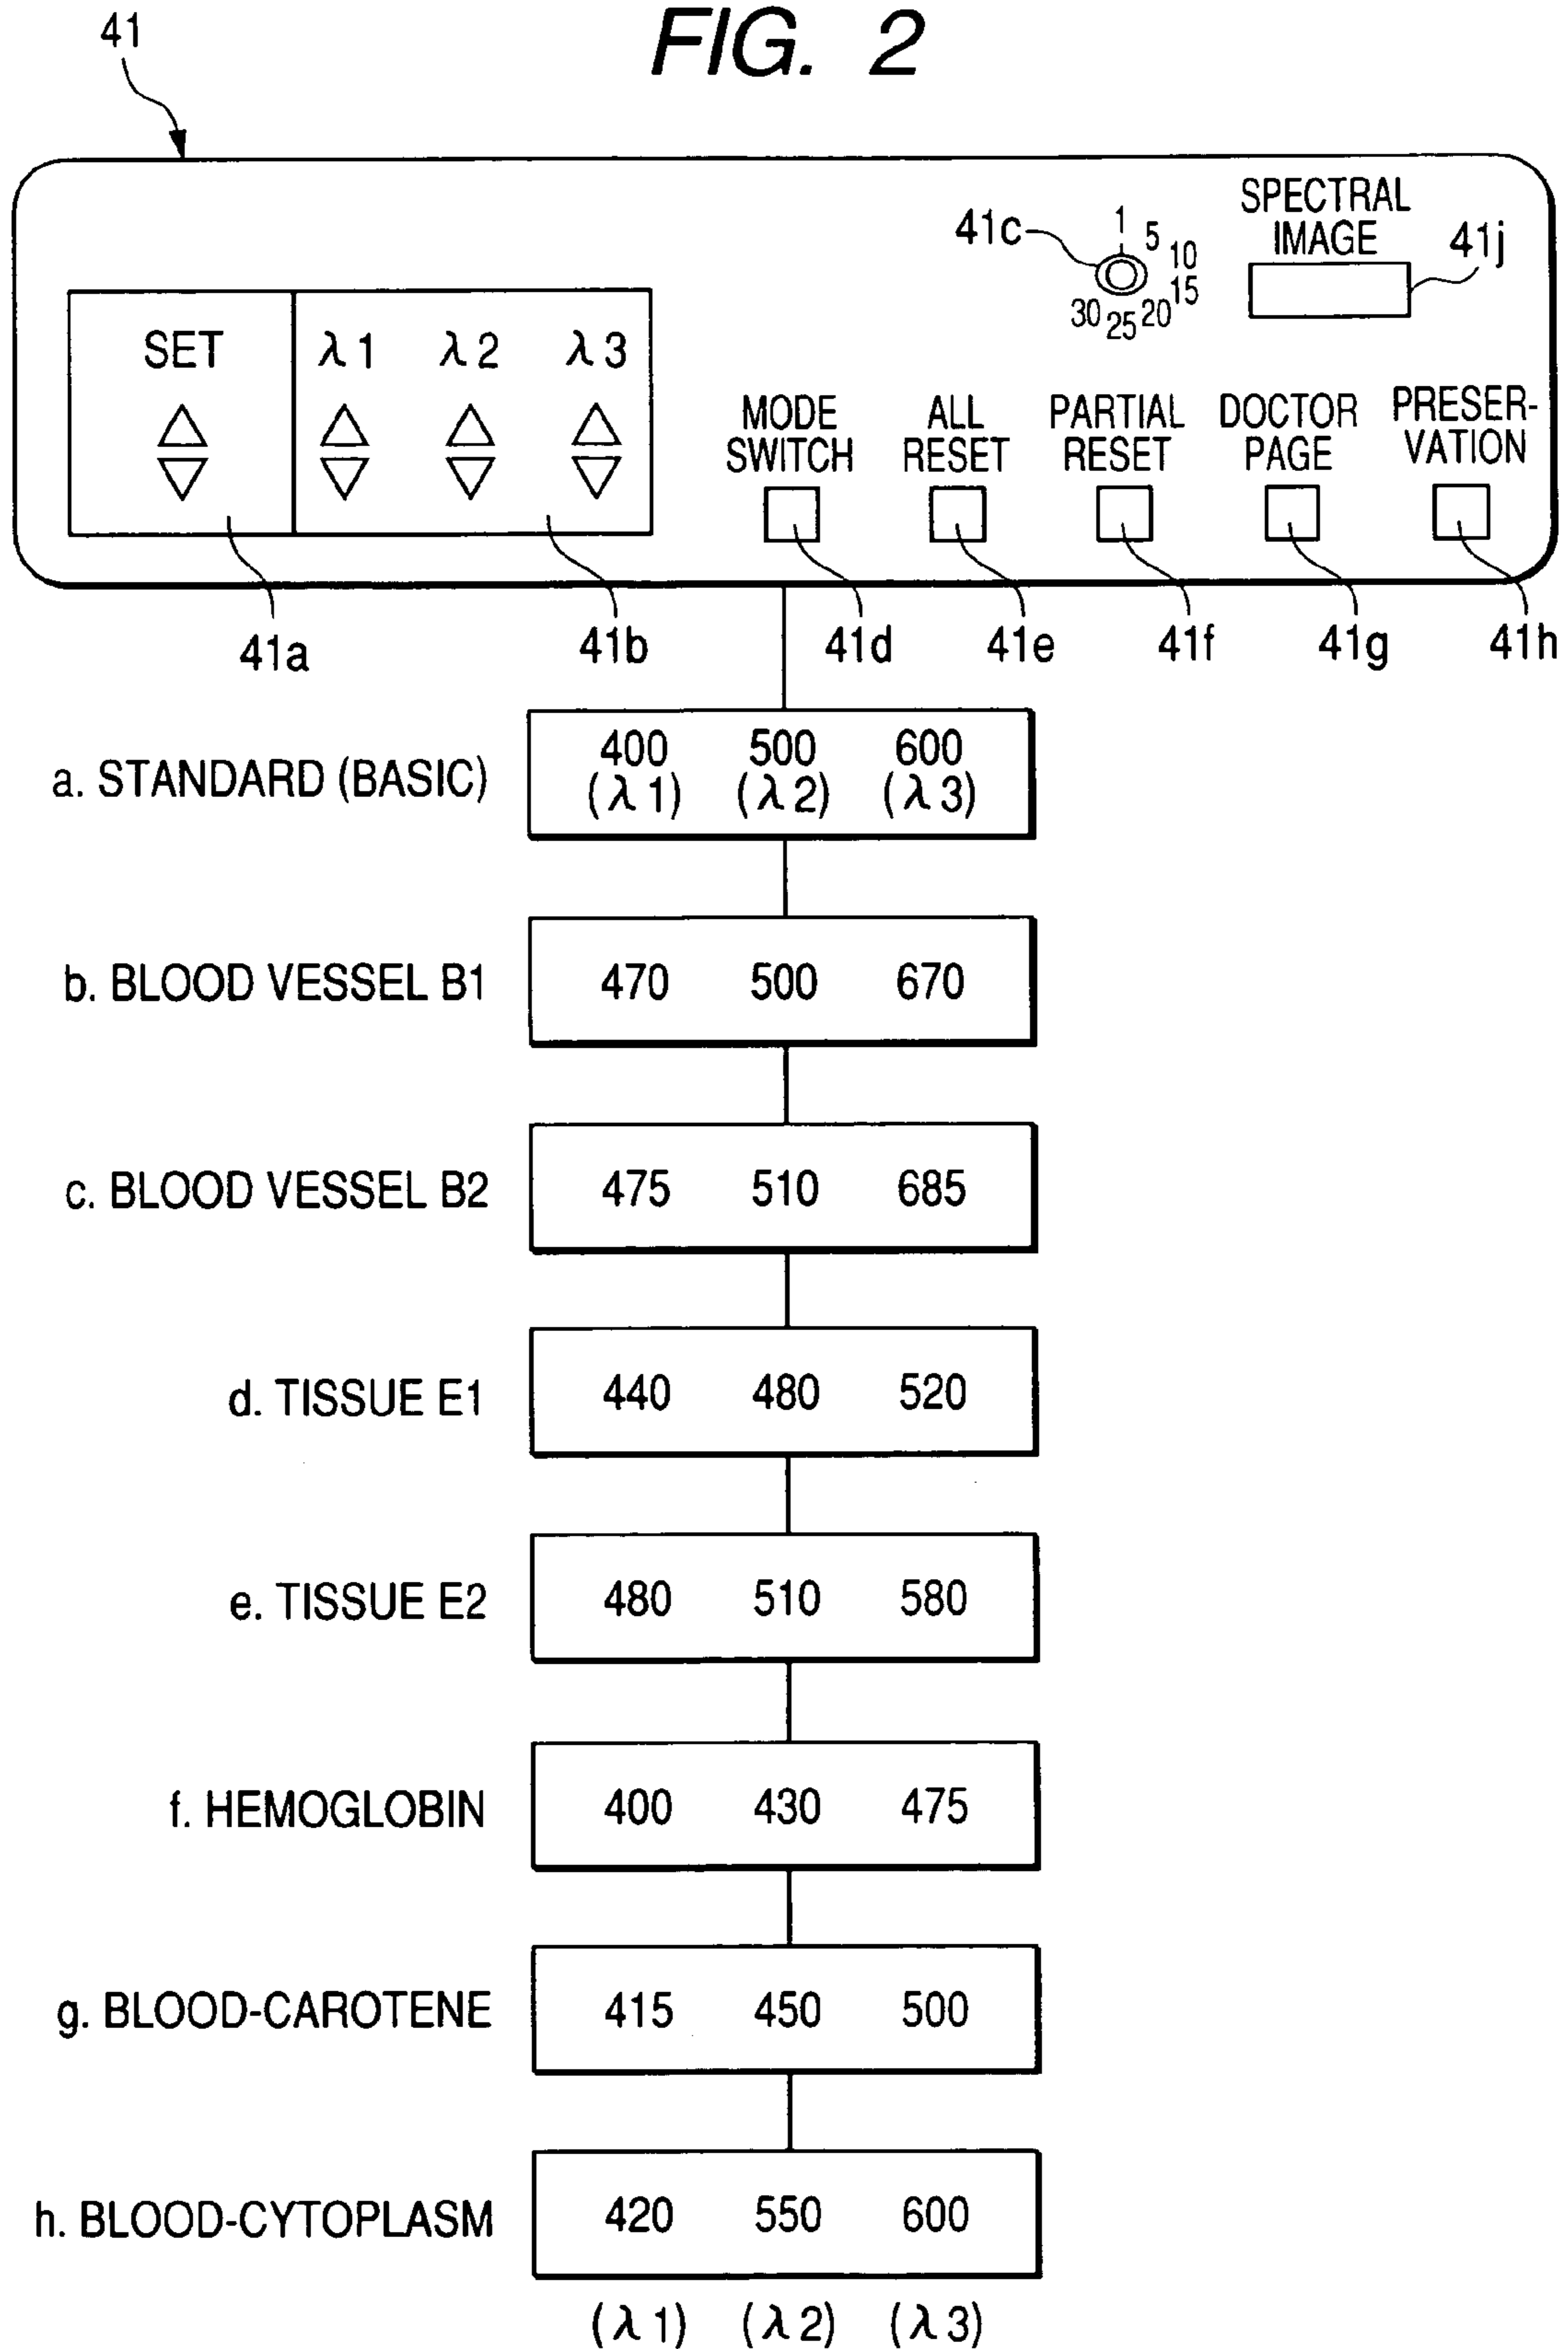 FIG. 2
41
SPECTRAL
IMAGE
41c
1
5
10
15
20
25
30
41j
SET
λ1 λ2 λ3
MODE
SWITCH
ALL
RESET
PARTIAL
RESET
DOCTOR
PAGE
PRESER-
VATION
41a
41b
41d
41e
41f
41g
41h
a. STANDARD (BASIC)
400 500 600
(λ1) (λ2) (λ3)
b. BLOOD VESSEL B1 470 500 670
c. BLOOD VESSEL B2 475 510 685
d. TISSUE E1 440 480 520
e. TISSUE E2 480 510 580
f. HEMOGLOBIN 400 430 475
g. BLOOD-CAROTENE 415 450 500
h. BLOOD-CYTOPLASM 420 550 600
(λ1) (λ2) (λ3)